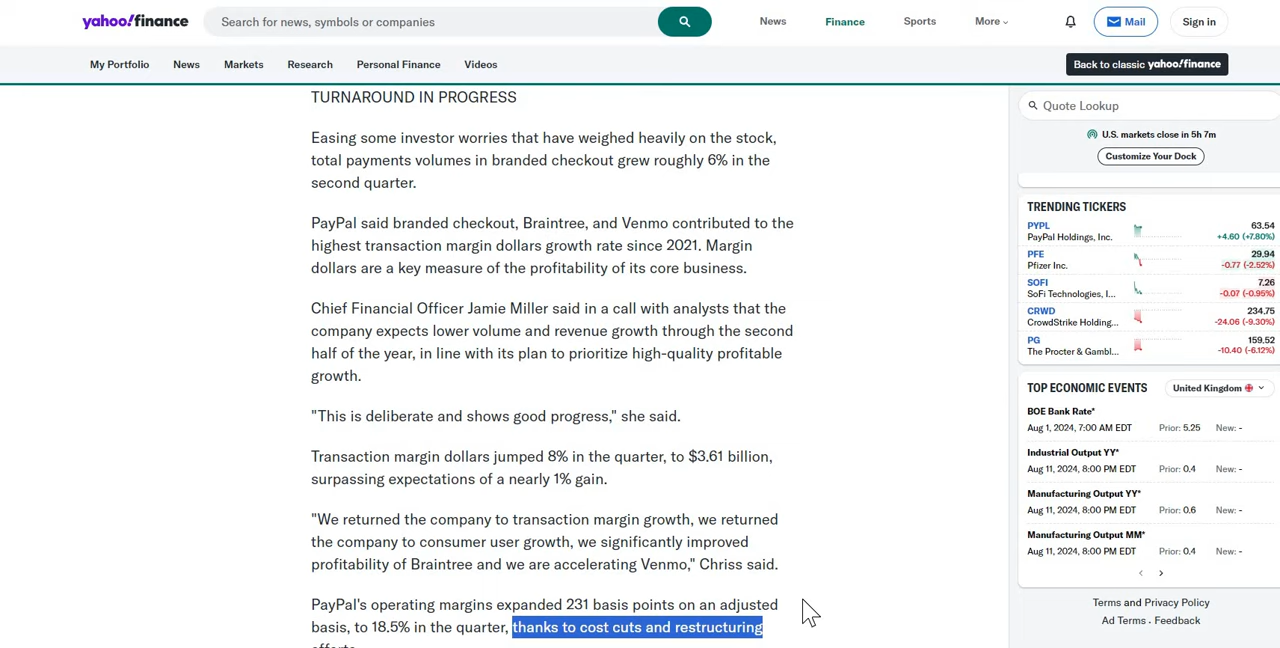 yahoo!finance
Search for news, symbols or companies
News
Finance
Sports
More
Mail
Sign in
My Portfolio
News
Markets
Research
Personal Finance
Videos
Back to classic yahoo!finance
TURNAROUND IN PROGRESS
Easing some investor worries that have weighed heavily on the stock,
total payments volumes in branded checkout grew roughly 6% in the
second quarter.
PayPal said branded checkout, Braintree, and Venmo contributed to the
highest transaction margin dollars growth rate since 2021. Margin
dollars are a key measure of the profitability of its core business.
Chief Financial Officer Jamie Miller said in a call with analysts that the
company expects lower volume and revenue growth through the second
half of the year, in line with its plan to prioritize high-quality profitable
growth.
"This is deliberate and shows good progress," she said.
Transaction margin dollars jumped 8% in the quarter, to $3.61 billion,
surpassing expectations of a nearly 1% gain.
"We returned the company to transaction margin growth, we returned
the company to consumer user growth, we significantly improved
profitability of Braintree and we are accelerating Venmo," Chriss said.
PayPal's operating margins expanded 231 basis points on an adjusted
basis, to 18.5% in the quarter, thanks to cost cuts and restructuring
efforts.
Quote Lookup
U.S. markets close in 5h 7m
Customize Your Dock
TRENDING TICKERS
PYPL 63.54
PayPal Holdings, Inc. +4.60 (+7.80%)
PFE 29.94
Pfizer Inc. -0.77 (-2.52%)
SOFI 7.26
SoFi Technologies, I... -0.07 (-0.95%)
CRWD 234.75
CrowdStrike Holding... -24.06 (-9.30%)
PG 159.52
The Procter & Gambl... -10.40 (-6.12%)
TOP ECONOMIC EVENTS United Kingdom
BOE Bank Rate*
Aug 1, 2024, 7:00 AM EDT Prior: 5.25 New: -
Industrial Output YY*
Aug 11, 2024, 8:00 PM EDT Prior: 0.4 New: -
Manufacturing Output YY*
Aug 11, 2024, 8:00 PM EDT Prior: 0.6 New: -
Manufacturing Output MM*
Aug 11, 2024, 8:00 PM EDT Prior: 0.4 New: -
Terms and Privacy Policy
Ad Terms . Feedback